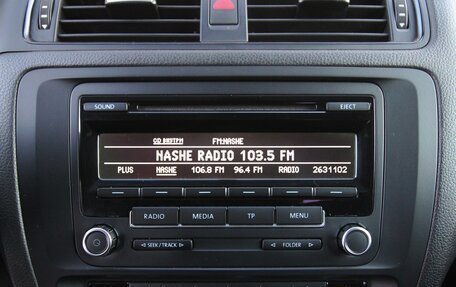 SOUND
EJECT
FM:NASHE
NASHE RADIO 103.5 FM
PLUS NASHE 106.8 FM 96.4 FM RADIO 2631102
RADIO MEDIA TP MENU
SEEK / TRACK FOLDER